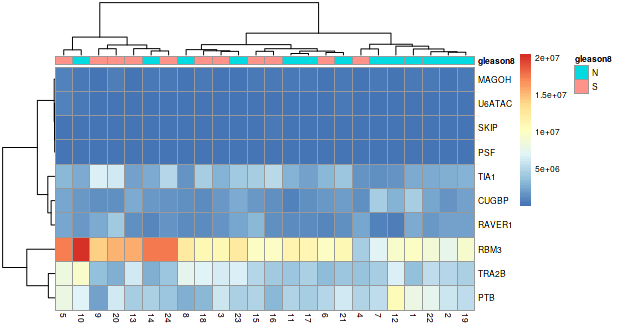 gleason8
MAGOH
U6ATAC
SKIP
PSF
TIA1
CUGBP
RAVER1
RBM3
TRA2B
PTB
5 10 9 20 13 14 24 8 18 3 23 15 16 11 17 6 21 4 7 12 1 22 2 19
2e+07
1.5e+07
1e+07
5e+06
gleason8
N
S